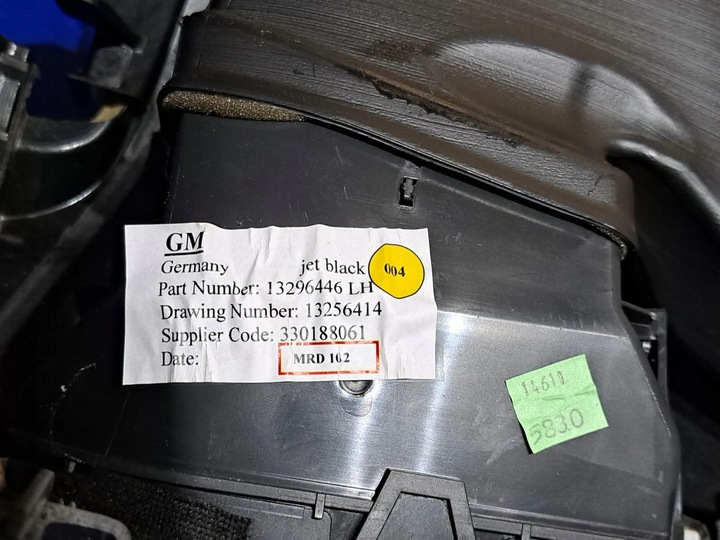 GM
Germany jet black 004
Part Number: 13296446 LH
Drawing Number: 13256414
Supplier Code: 330188061
Date: MRD 102
14611
5830